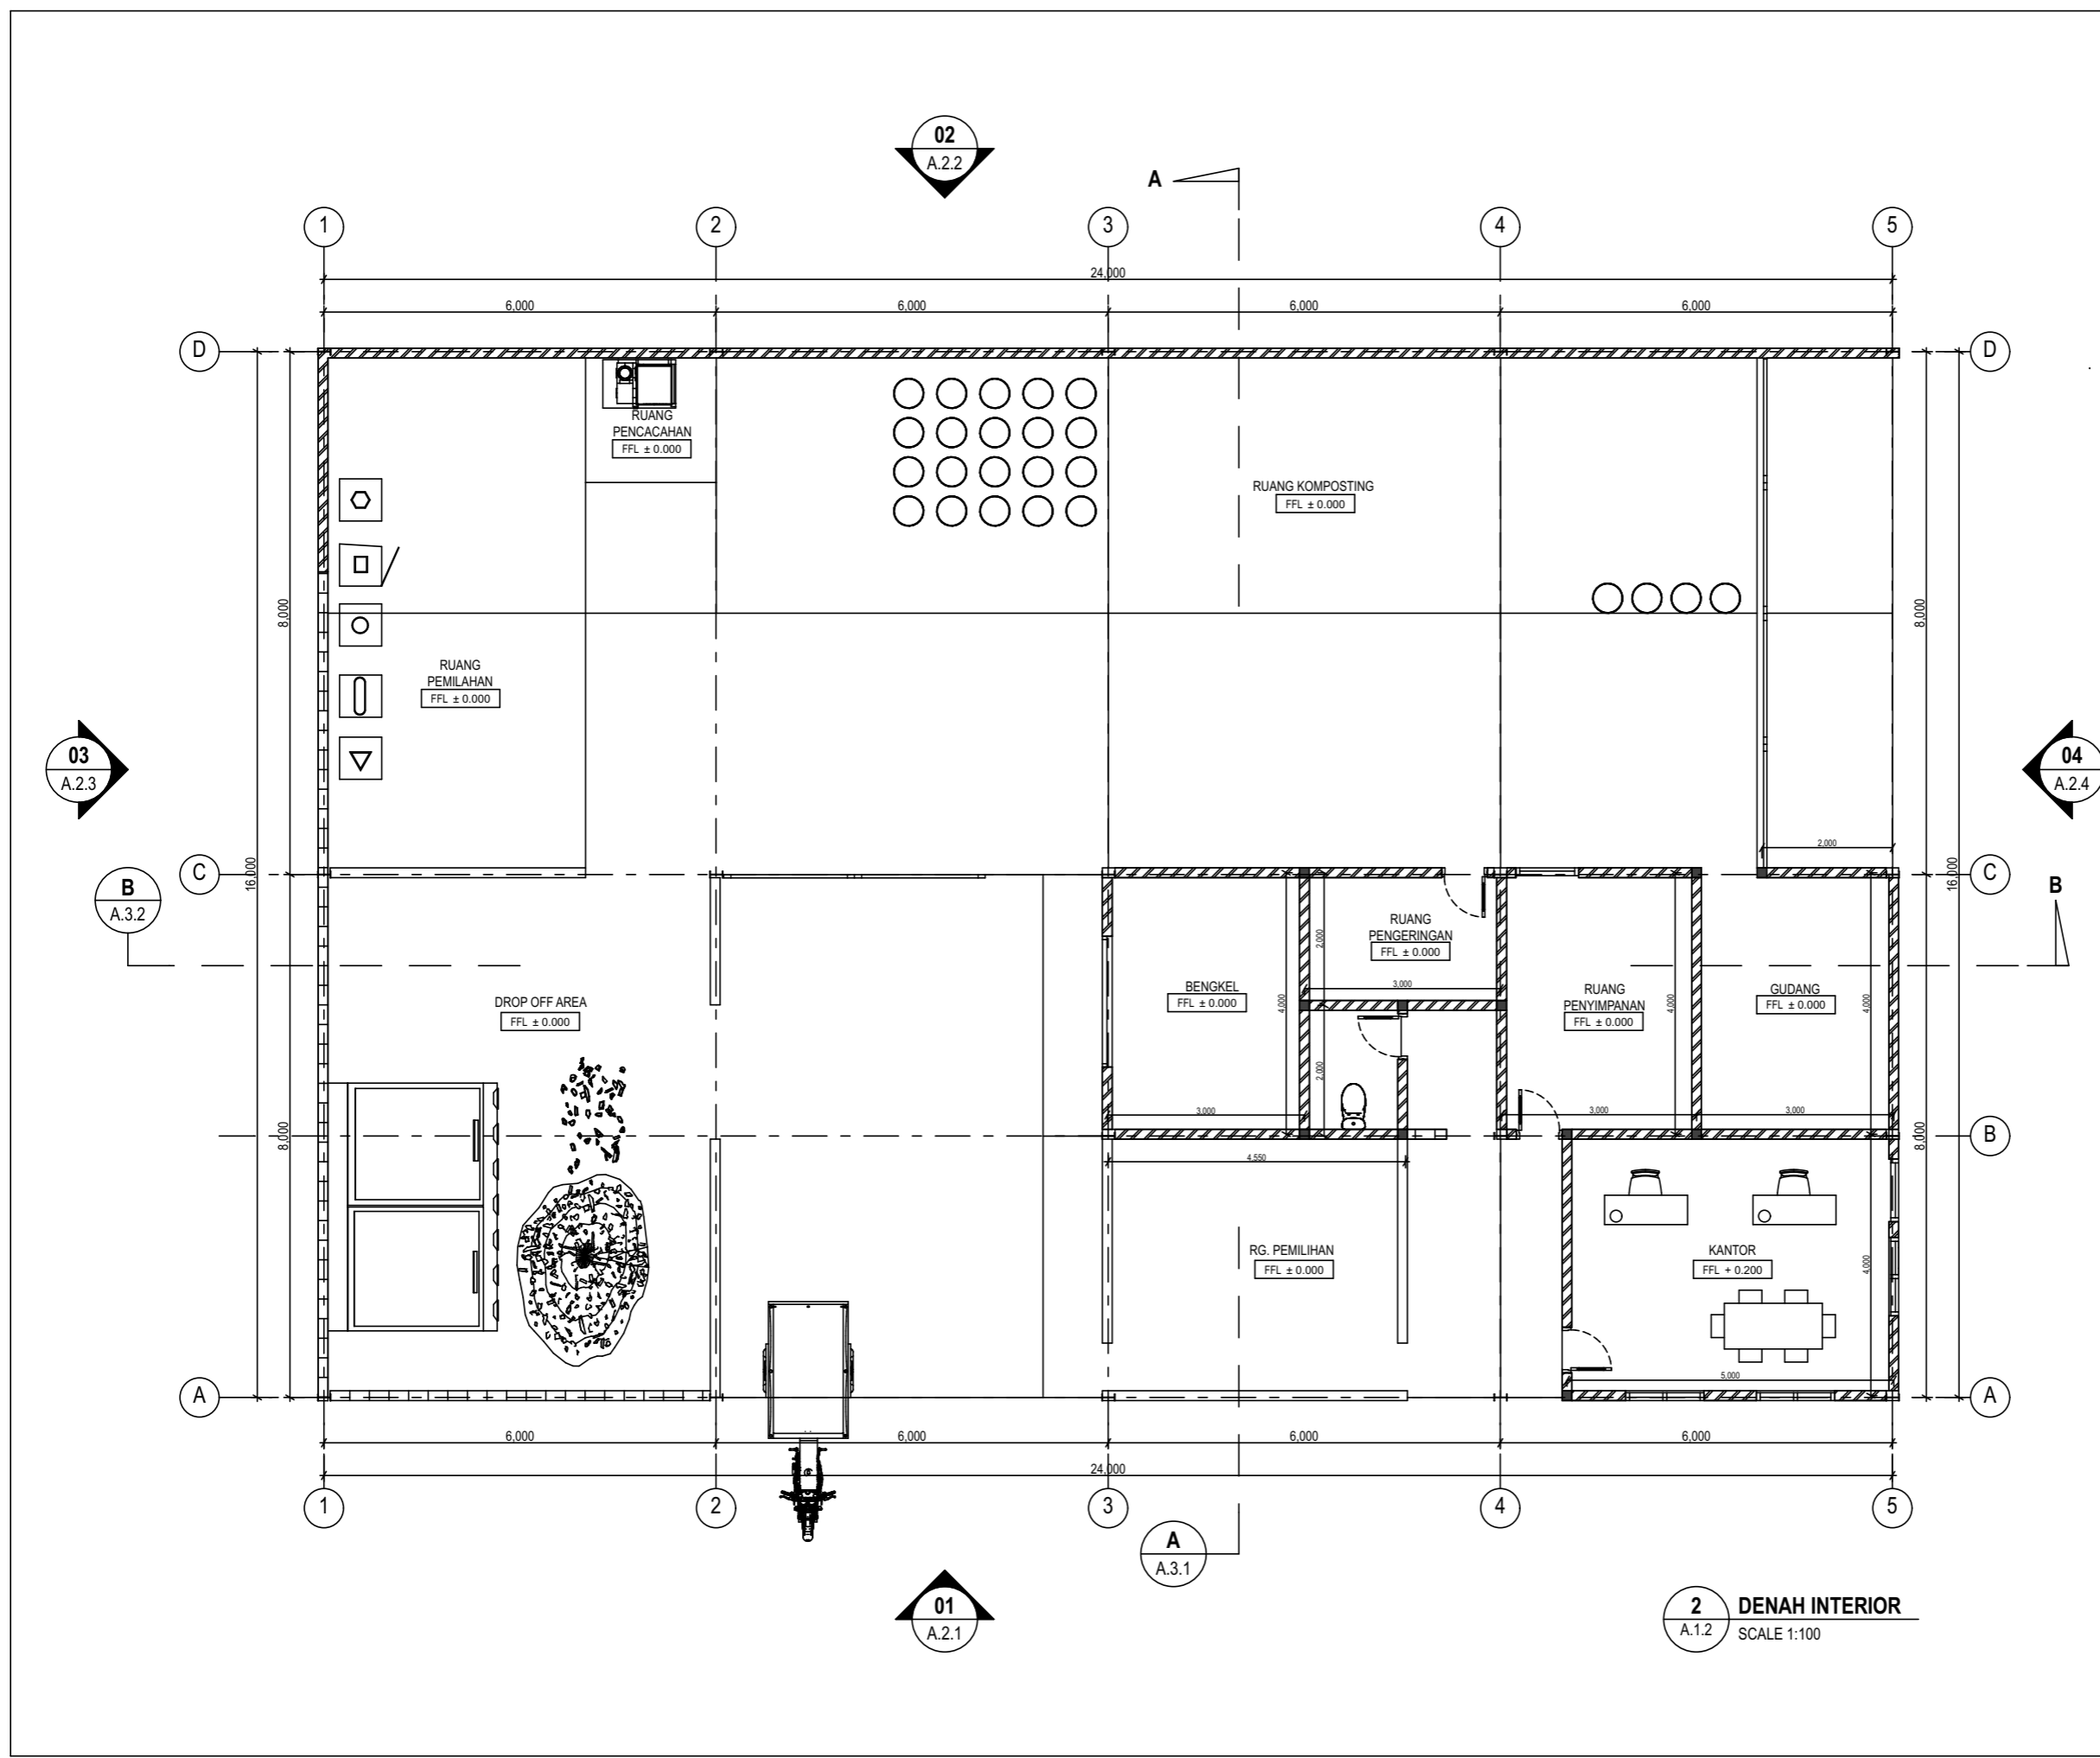 02
A.2.2
A
1
2
3
4
5
24,000
6,000
6,000
6,000
6,000
D
D
RUANG
PENCACAHAN
FFL ± 0.000
RUANG KOMPOSTING
FFL ± 0.000
8,000
8,000
RUANG
PEMILAHAN
FFL ± 0.000
03
A.2.3
04
A.2.4
2,000
C
16,000
16,000
C
B
A.3.2
B
RUANG
PENGERINGAN
FFL ± 0.000
2,000
3,000
DROP OFF AREA
FFL ± 0.000
BENGKEL
FFL ± 0.000
4,000
RUANG
PENYIMPANAN
FFL ± 0.000
4,000
GUDANG
FFL ± 0.000
4,000
2,000
3,000
3,000
3,000
8,000
8,000
B
4,550
RG. PEMILIHAN
FFL ± 0.000
KANTOR
FFL + 0.200
4,000
5,000
A
A
6,000
6,000
6,000
6,000
24,000
1
2
3
4
5
A
A.3.1
01
A.2.1
2
A.1.2
DENAH INTERIOR
SCALE 1:100